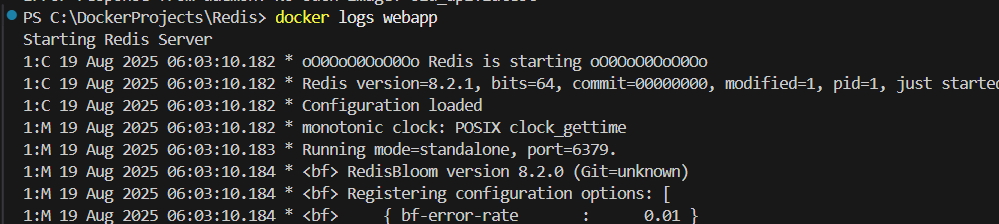 PS C:\DockerProjects\Redis> docker logs webapp
Starting Redis Server
1:C 19 Aug 2025 06:03:10.182 * oO0OoO0OoO0Oo Redis is starting oO0OoO0OoO0Oo
1:C 19 Aug 2025 06:03:10.182 * Redis version=8.2.1, bits=64, commit=00000000, modified=1, pid=1, just started
1:C 19 Aug 2025 06:03:10.182 * Configuration loaded
1:M 19 Aug 2025 06:03:10.182 * monotonic clock: POSIX clock_gettime
1:M 19 Aug 2025 06:03:10.183 * Running mode=standalone, port=6379.
1:M 19 Aug 2025 06:03:10.184 * <bf> RedisBloom version 8.2.0 (Git=unknown)
1:M 19 Aug 2025 06:03:10.184 * <bf> Registering configuration options: [
1:M 19 Aug 2025 06:03:10.184 * <bf> { bf-error-rate : 0.01 }